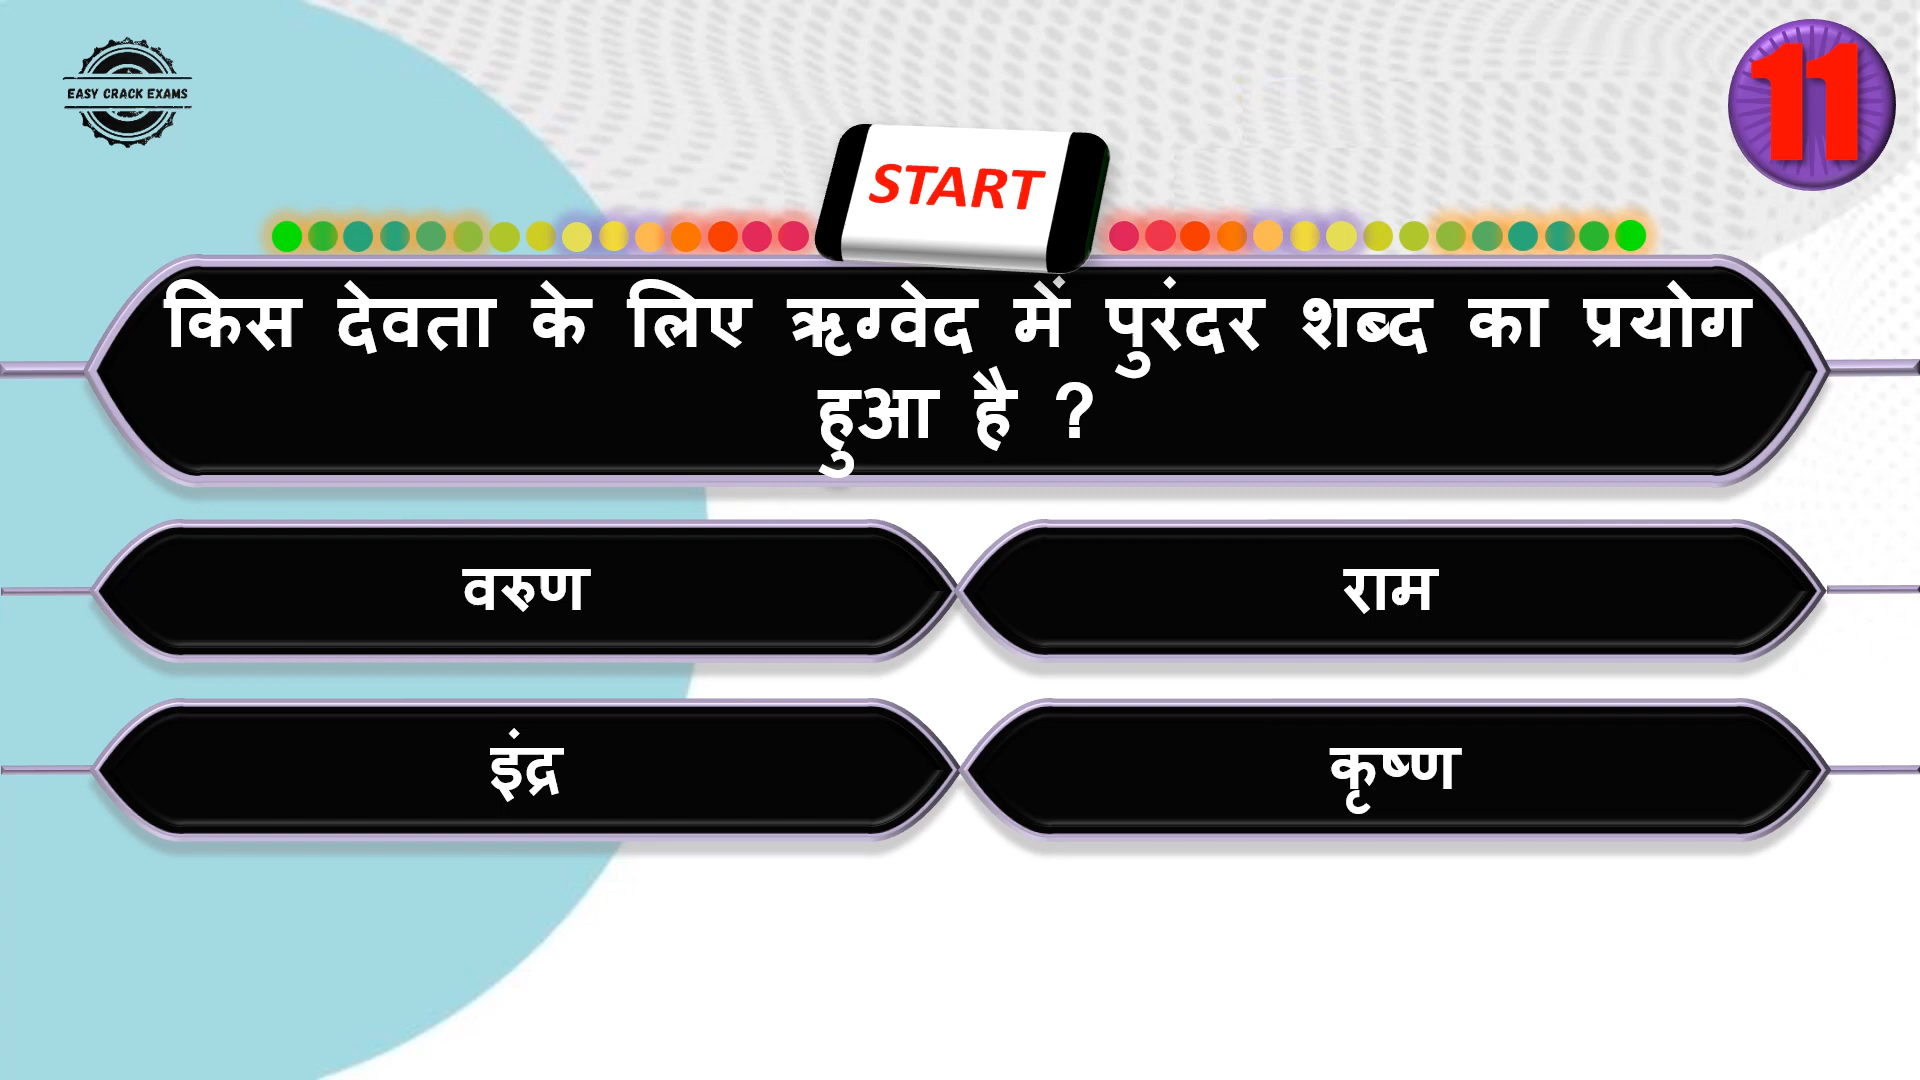 EASY CRACK EXAMS
11
START
किस देवता के लिए ऋग्वेद में पुरंदर शब्द का प्रयोग
हुआ है ?
वरुण
राम
इंद्र
कृष्ण